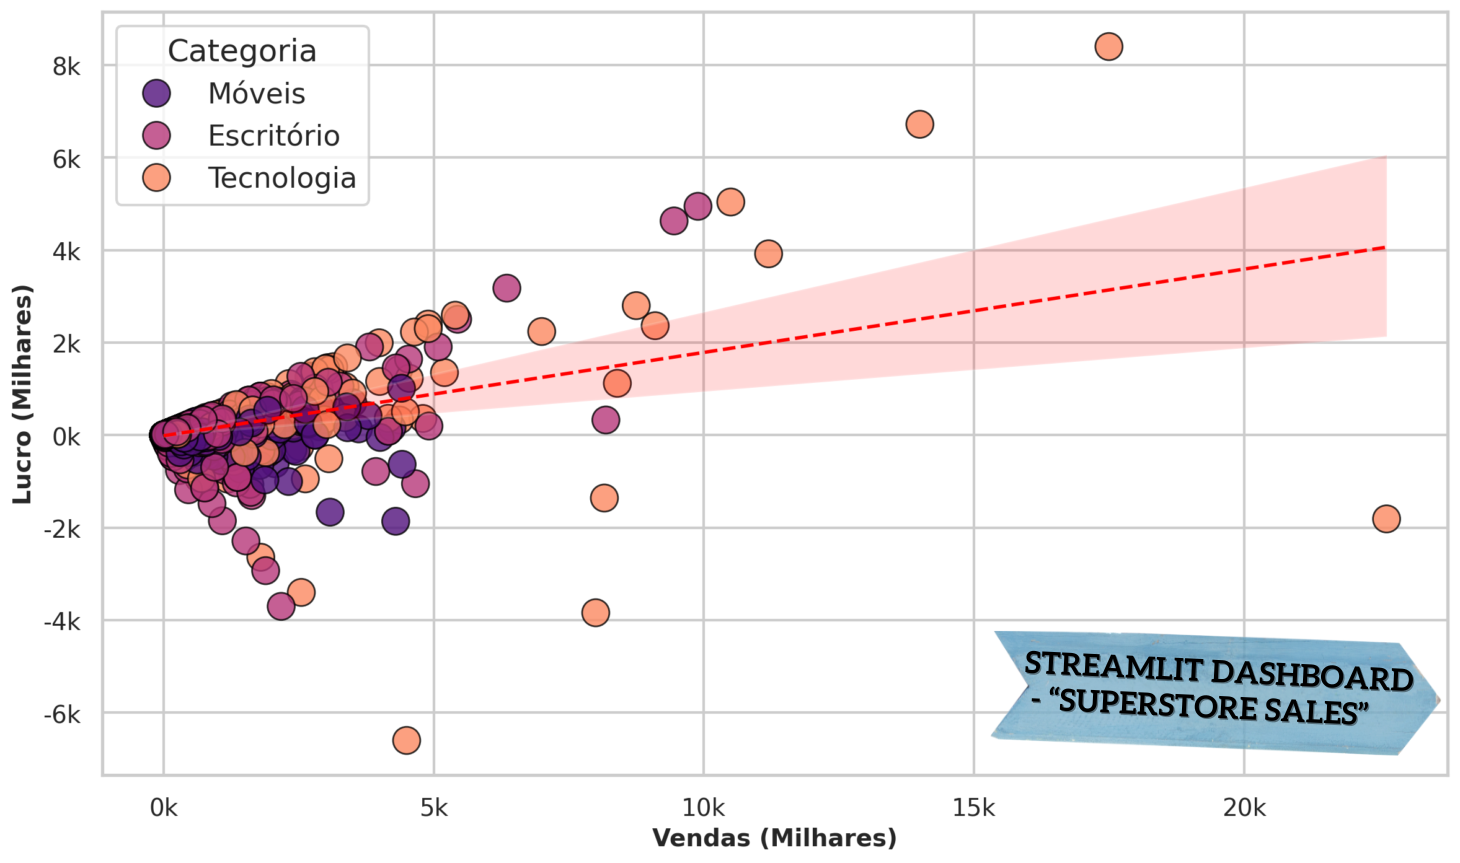 Categoria
Móveis
Escritório
Tecnologia
8k
6k
4k
2k
0k
-2k
-4k
-6k
Lucro (Milhares)
0k
5k
10k
15k
20k
Vendas (Milhares)
STREAMLIT DASHBOARD
- “SUPERSTORE SALES”